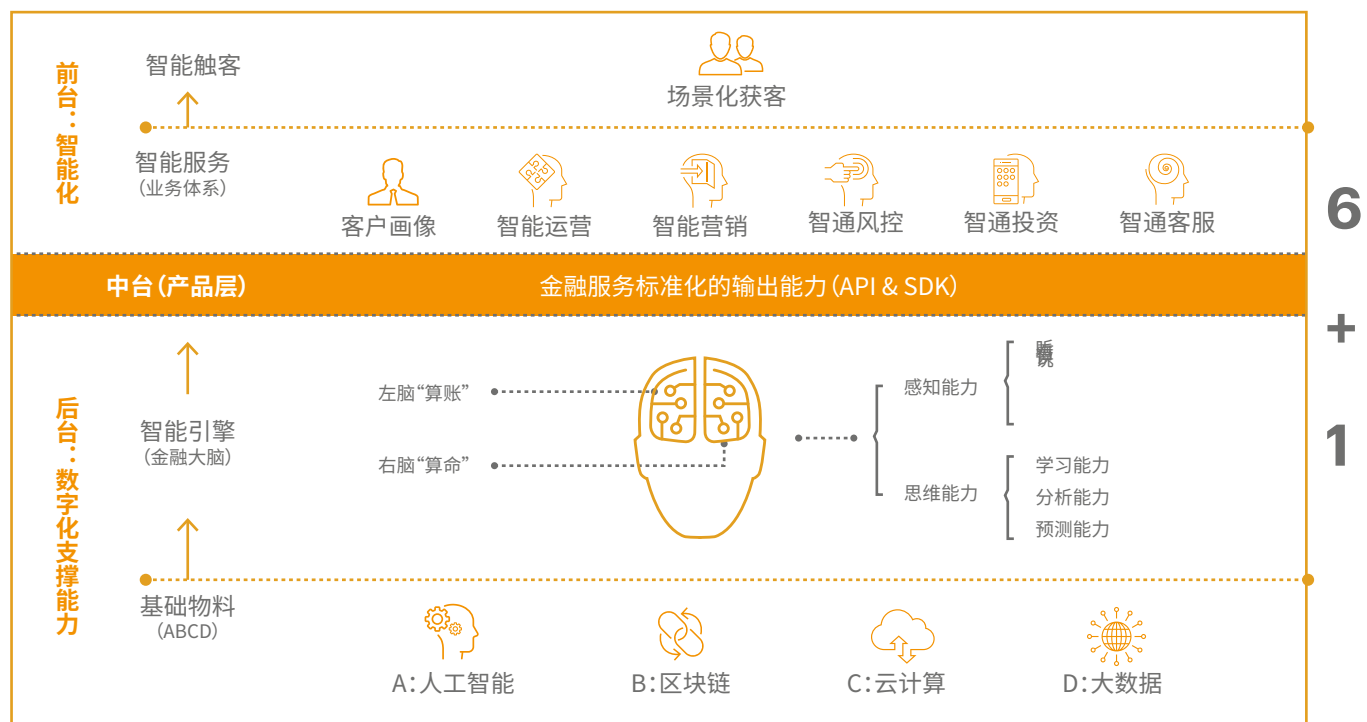 前台：智能化
智能触客
场景化获客
智能服务
（业务体系）
客户画像
智能运营
智能营销
智通风控
智通投资
智通客服
中台（产品层）
金融服务标准化的输出能力（API & SDK）
6
+
1
后台：数字化支撑能力
智能引擎
（金融大脑）
左脑“算账”
右脑“算命”
感知能力
思维能力
学习能力
分析能力
预测能力
基础物料
（ABCD）
A：人工智能
B：区块链
C：云计算
D：大数据